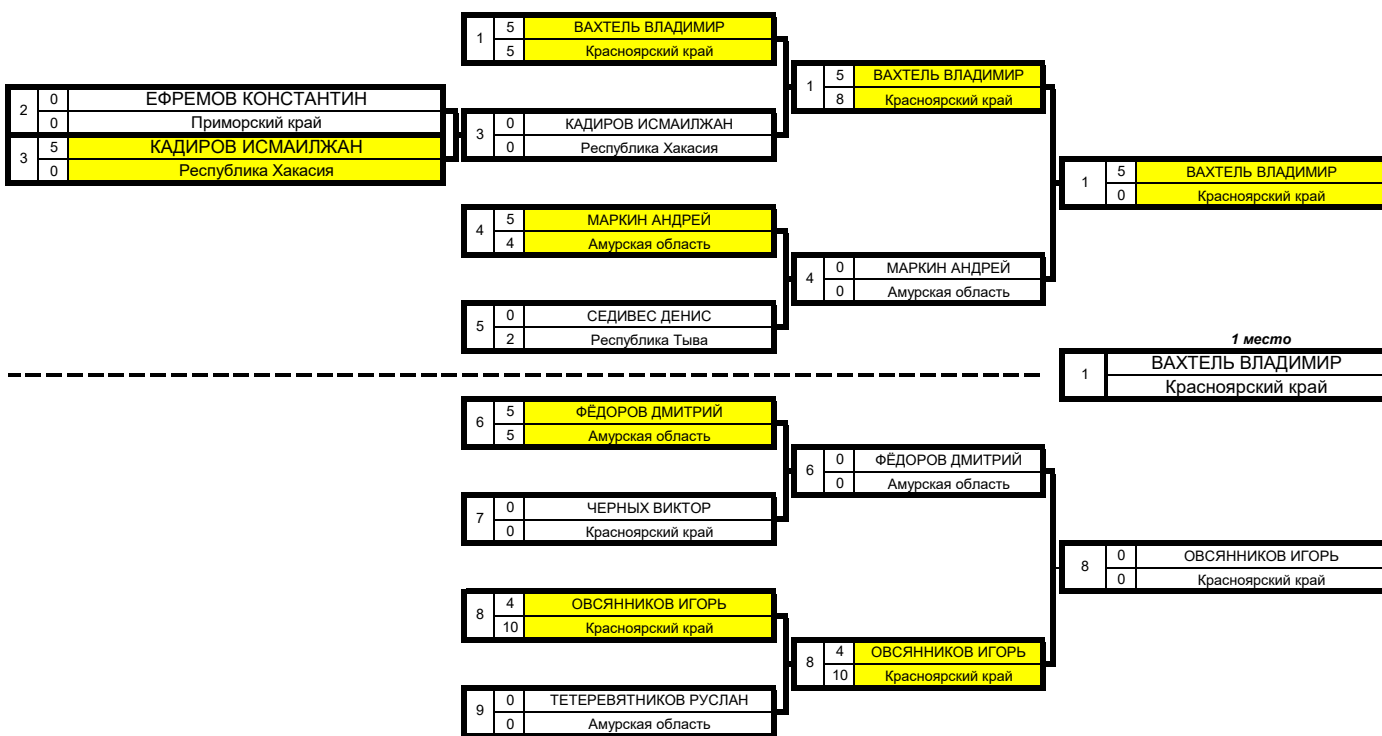 1
5
ВАХТЕЛЬ ВЛАДИМИР
5
Красноярский край
2
0
ЕФРЕМОВ КОНСТАНТИН
0
Приморский край
3
5
КАДИРОВ ИСМАИЛЖАН
0
Республика Хакасия
3
0
КАДИРОВ ИСМАИЛЖАН
0
Республика Хакасия
1
5
ВАХТЕЛЬ ВЛАДИМИР
8
Красноярский край
4
5
МАРКИН АНДРЕЙ
4
Амурская область
5
0
СЕДИВЕС ДЕНИС
2
Республика Тыва
4
0
МАРКИН АНДРЕЙ
0
Амурская область
1
5
ВАХТЕЛЬ ВЛАДИМИР
0
Красноярский край
1 место
1
ВАХТЕЛЬ ВЛАДИМИР
Красноярский край
6
5
ФЁДОРОВ ДМИТРИЙ
5
Амурская область
7
0
ЧЕРНЫХ ВИКТОР
0
Красноярский край
6
0
ФЁДОРОВ ДМИТРИЙ
0
Амурская область
8
4
ОВСЯННИКОВ ИГОРЬ
10
Красноярский край
9
0
ТЕТЕРЕВЯТНИКОВ РУСЛАН
0
Амурская область
8
4
ОВСЯННИКОВ ИГОРЬ
10
Красноярский край
8
0
ОВСЯННИКОВ ИГОРЬ
0
Красноярский край